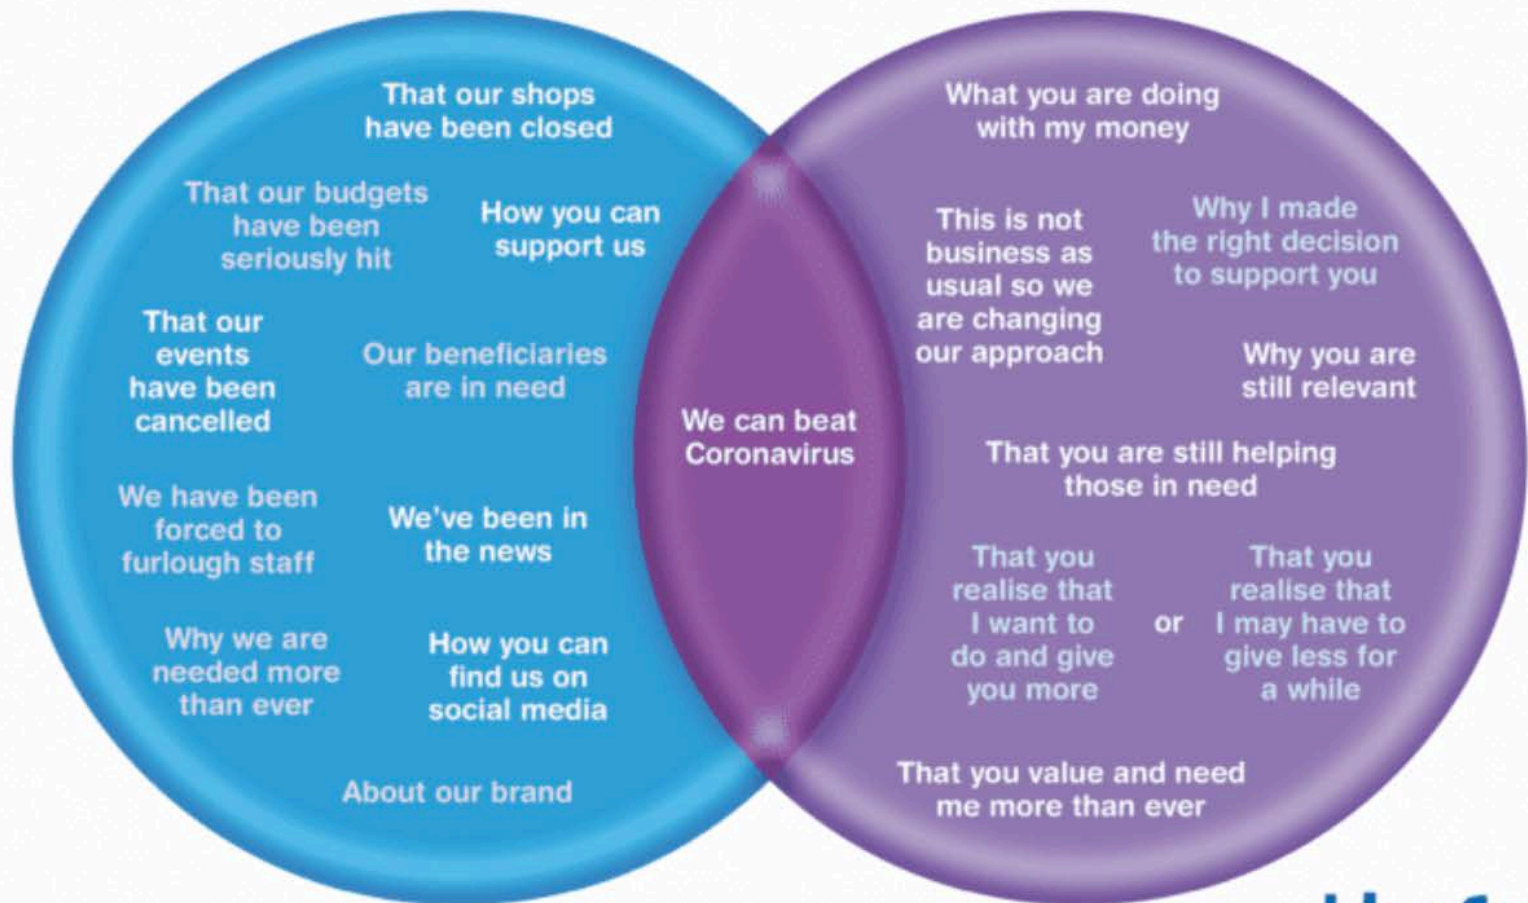 That our shops
have been closed
That our budgets
have been
seriously hit
How you can
support us
That our
events
have been
cancelled
Our beneficiaries
are in need
We have been
forced to
furlough staff
We've been in
the news
Why we are
needed more
than ever
How you can
find us on
social media
About our brand
We can beat
Coronavirus
What you are doing
with my money
This is not
business as
usual so we
are changing
our approach
Why I made
the right decision
to support you
Why you are
still relevant
That you are still helping
those in need
That you
realise that
I want to
do and give
you more
or
That you
realise that
I may have to
give less for
a while
That you value and need
me more than ever